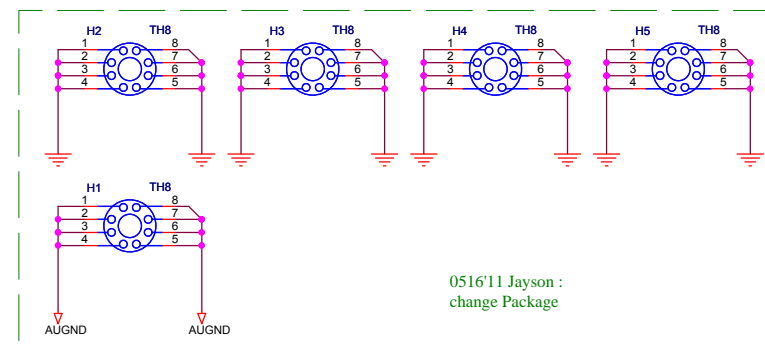 H2 TH8 H3 TH8 H4 TH8 H5 TH8
1 8 1 8 1 8 1 8
2 7 2 7 2 7 2 7
3 6 3 6 3 6 3 6
4 5 4 5 4 5 4 5
H1 TH8
1 8
2 7
3 6
4 5
0516'11 Jayson :
change Package
AUGND AUGND